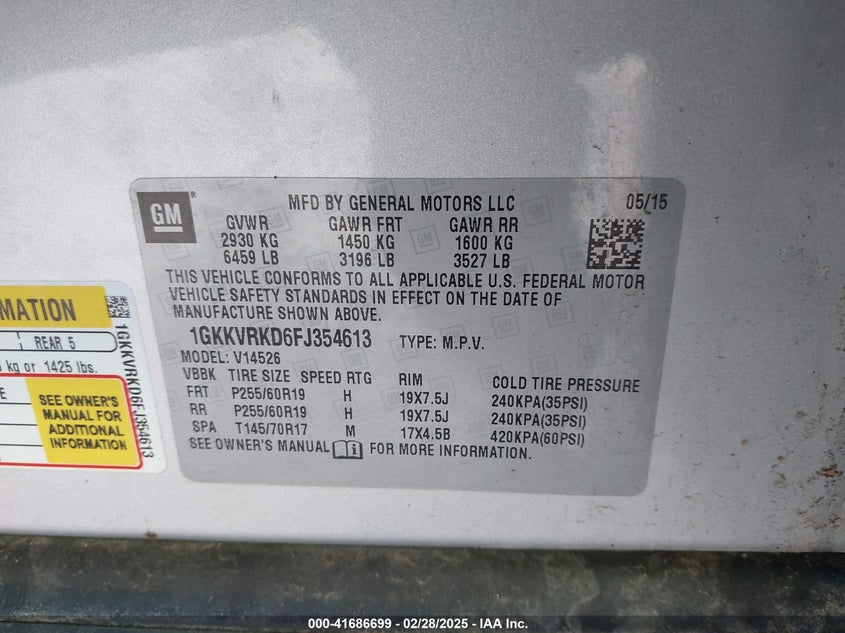 GM
MFD BY GENERAL MOTORS LLC 05/15
GVWR GAWR FRT GAWR RR
2930 KG 1450 KG 1600 KG
6459 LB 3196 LB 3527 LB
THIS VEHICLE CONFORMS TO ALL APPLICABLE U.S. FEDERAL MOTOR
VEHICLE SAFETY STANDARDS IN EFFECT ON THE DATE OF
MANUFACTURE SHOWN ABOVE.
1GKKVRKD6FJ354613 TYPE: M.P.V.
MODEL: V14526
VBBK TIRE SIZE SPEED RTG RIM COLD TIRE PRESSURE
FRT P255/60R19 H 19X7.5J 240KPA(35PSI)
RR P255/60R19 H 19X7.5J 240KPA(35PSI)
SPA T145/70R17 M 17X4.5B 420KPA(60PSI)
SEE OWNER'S MANUAL i FOR MORE INFORMATION.
REAR 5
kg or 1425 lbs.
SEE OWNER'S
MANUAL FOR
ADDITIONAL
INFORMATION
1GKKVRKD6FJ354613
000-41686699 - 02/28/2025 - IAA Inc.